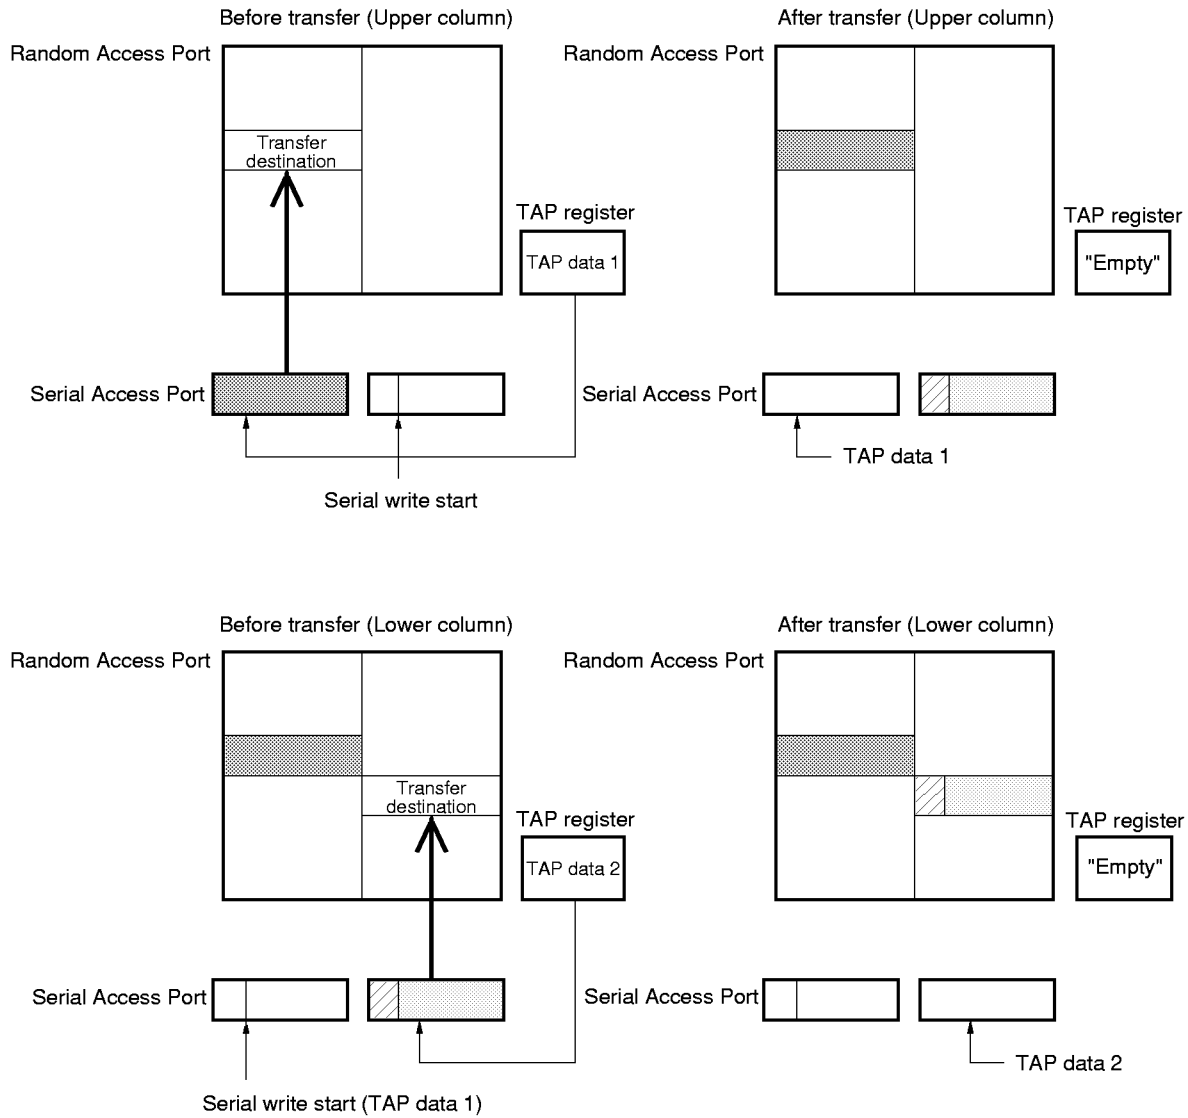 Before transfer (Upper column)
After transfer (Upper column)
Random Access Port
Random Access Port
Transfer
destination
TAP register
TAP register
TAP data 1
"Empty"
Serial Access Port
Serial Access Port
TAP data 1
Serial write start
Before transfer (Lower column)
After transfer (Lower column)
Random Access Port
Random Access Port
Transfer
destination
TAP register
TAP register
TAP data 2
"Empty"
Serial Access Port
Serial Access Port
TAP data 2
Serial write start (TAP data 1)